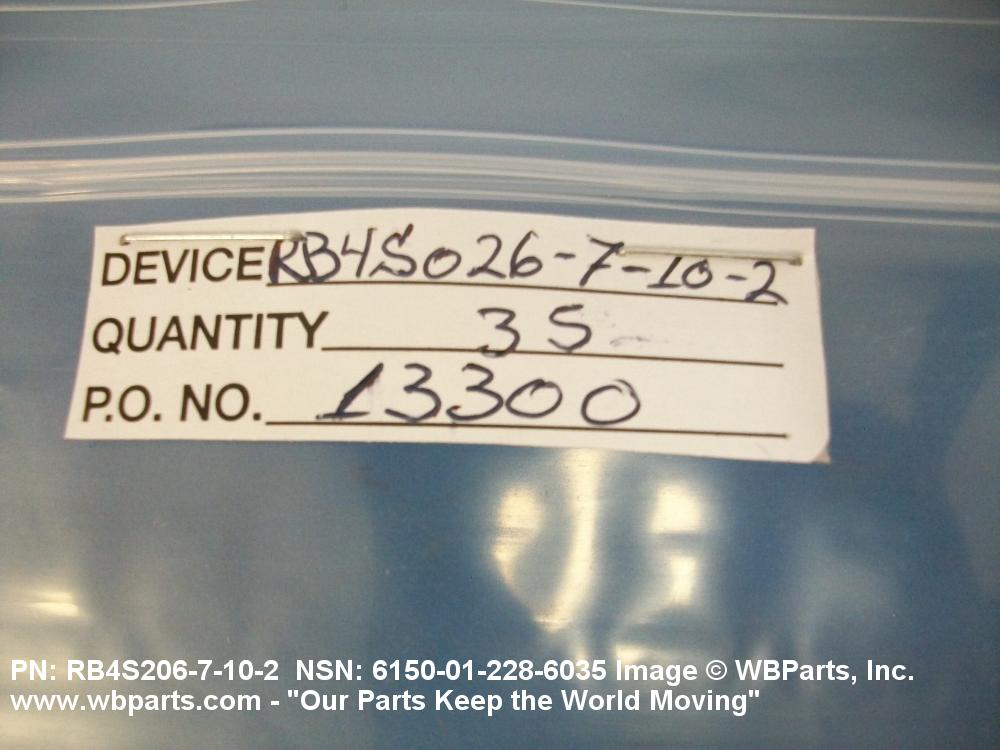 DEVICE RB4S026-7-10-2
QUANTITY 35
P.O. NO. 13300
PN: RB4S206-7-10-2 NSN: 6150-01-228-6035 Image © WBParts, Inc.
www.wbparts.com - "Our Parts Keep the World Moving"